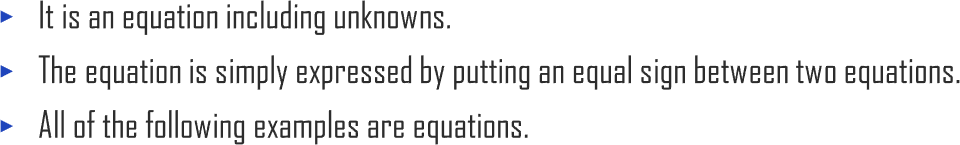 ▸ It is an equation including unknowns.
▸ The equation is simply expressed by putting an equal sign between two equations.
▸ All of the following examples are equations.